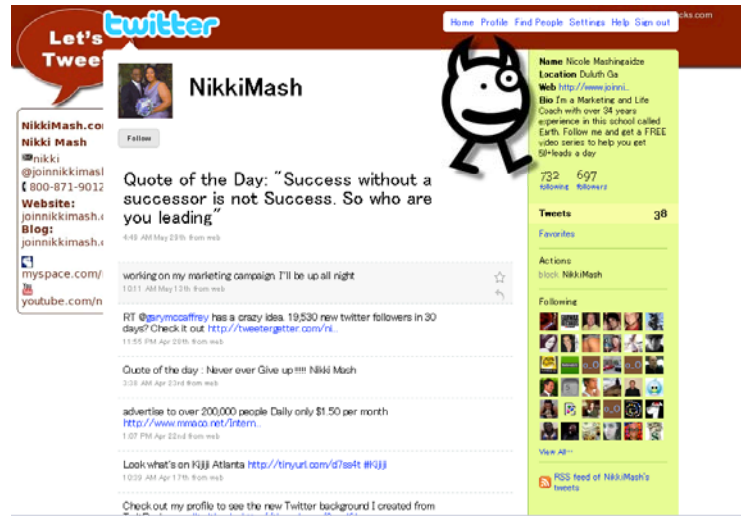 cks.com
twitter
Home Profile Find People Settings Help Sign out
Let's
Twee
NikkiMash.co
Nikki Mash
nikki
@joinnikkimas
800-871-9012
Website:
joinnikkimash.
Blog:
joinnikkimash.
myspace.com/
You
youtube.com/n
NikkiMash
Follow
Quote of the Day: "Success without a
successor is not Success. So who are
you leading"
4:49 AM May 29th from web
working on my marketing campaign. I'll be up all night
10:11 AM May 13th from web
RT @garymccaffrey has a crazy idea. 19,530 new twitter followers in 30
days? Check it out http://tweetergetter.com/ni...
11:55 PM Apr 28th from web
Quote of the day : Never ever Give up !!!!! Nikki Mash
3:38 AM Apr 23rd from web
advertise to over 200,000 people Daily only $1.50 per month
http://www.mmaco.net/Intern...
1:07 PM Apr 22nd from web
Look what's on Kijiji Atlanta http://tinyurl.com/d7ss4t #Kijiji
10:39 AM Apr 17th from web
Check out my profile to see the new Twitter background I created from
Name Nicole Mashingaidze
Location Duluth Ga
Web http://www.joinni...
Bio I'm a Marketing and Life
Coach with over 34 years
experience in this school called
Earth. Follow me and get a FREE
video series to help you get
50+leads a day
732 697
following followers
Tweets 38
Favorites
Actions
block NikkiMash
Following
View All…
RSS feed of NikkiMash's
tweets